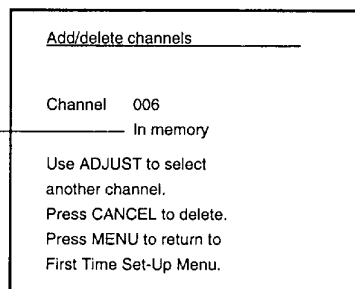 Add/delete channels
Channel 006
In memory
Use ADJUST to select
another channel.
Press CANCEL to delete.
Press MENU to return to
First Time Set-Up Menu.